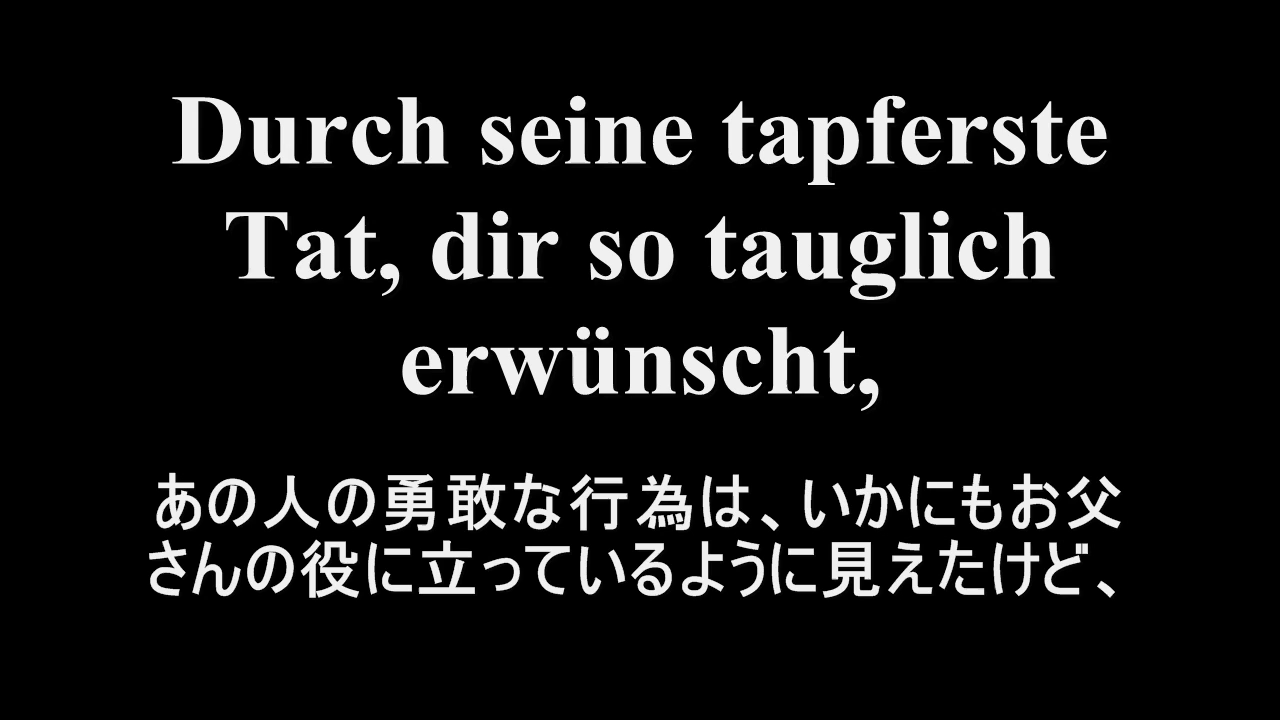 Durch seine tapferste
Tat, dir so tauglich
erwünscht,
あの人の勇敢な行為は、いかにもお父
さんの役に立っているように見えたけど、